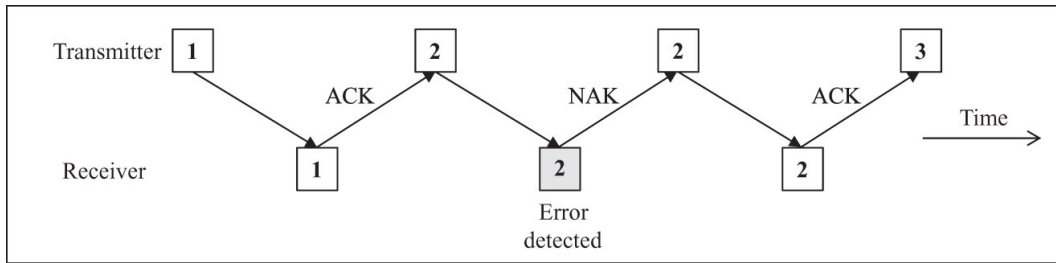 Transmitter 1 2 2 3
ACK NAK ACK
Time
Receiver 1 2 2
Error
detected